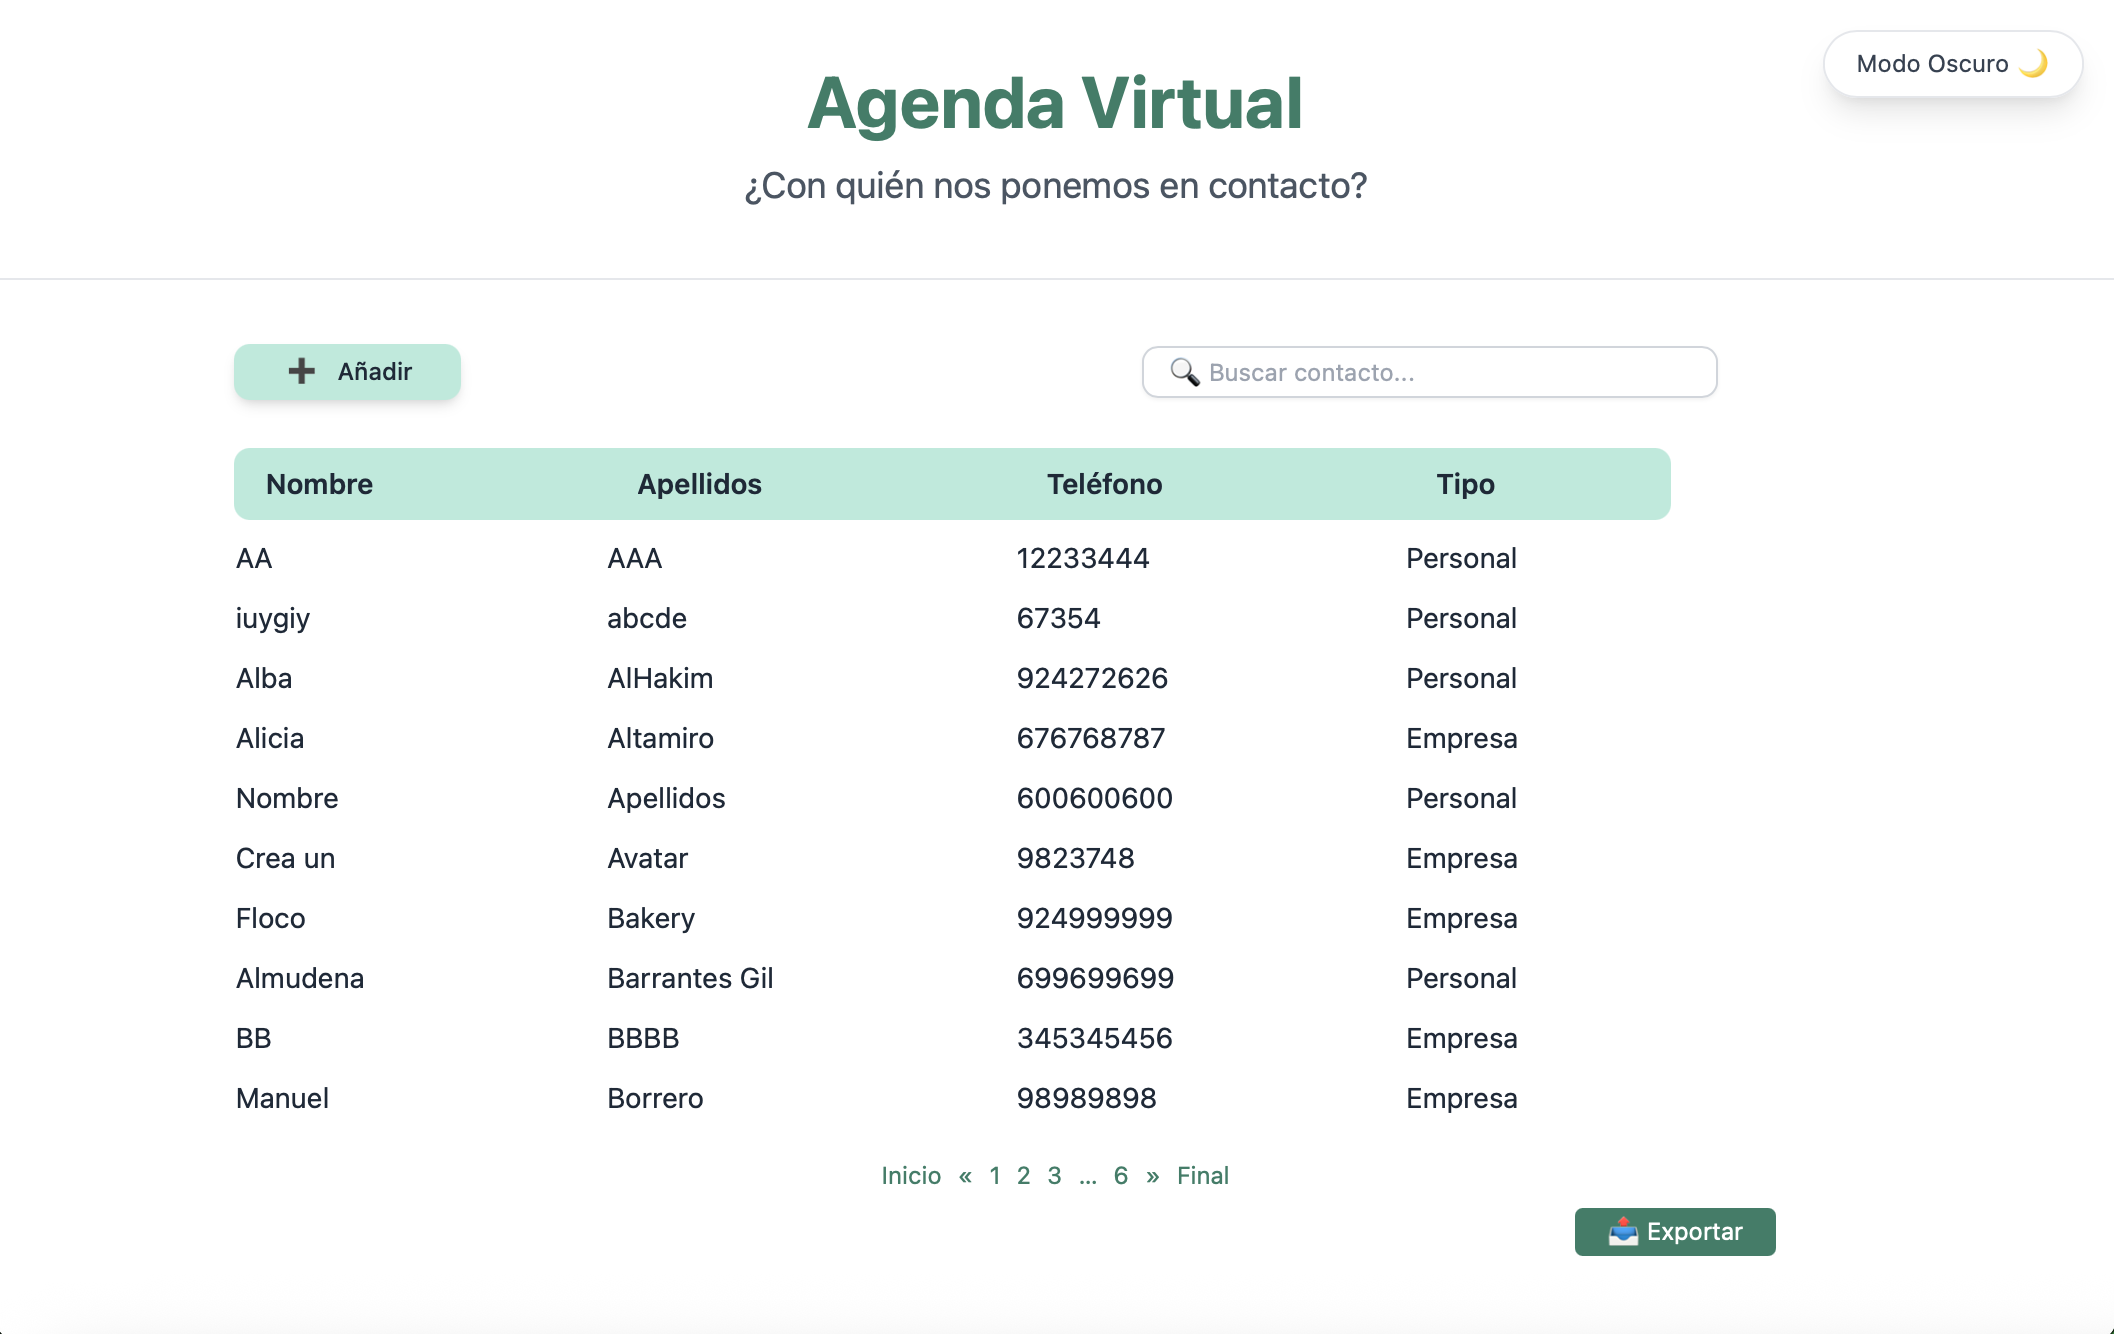 Modo Oscuro 🌙
Agenda Virtual
¿Con quién nos ponemos en contacto?
➕ Añadir
🔍 Buscar contacto...
Nombre Apellidos Teléfono Tipo
AA AAA 12233444 Personal
iuygiy abcde 67354 Personal
Alba AlHakim 924272626 Personal
Alicia Altamiro 676768787 Empresa
Nombre Apellidos 600600600 Personal
Crea un Avatar 9823748 Empresa
Floco Bakery 924999999 Empresa
Almudena Barrantes Gil 699699699 Personal
BB BBBB 345345456 Empresa
Manuel Borrero 98989898 Empresa
Inicio « 1 2 3 ... 6 » Final
📤 Exportar